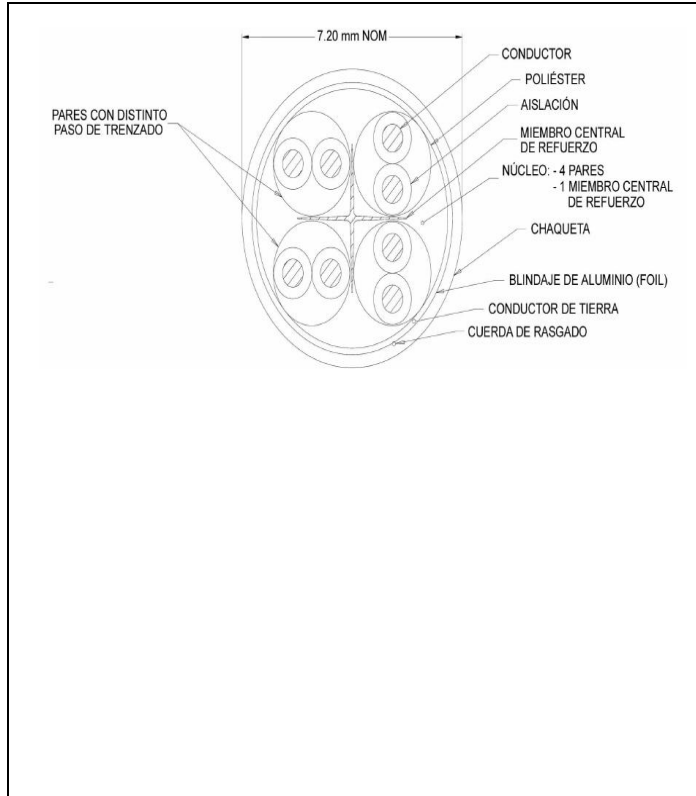 7.20 mm NOM
CONDUCTOR
POLIÉSTER
AISLACIÓN
MIEMBRO CENTRAL
DE REFUERZO
NÚCLEO: - 4 PARES
- 1 MIEMBRO CENTRAL
DE REFUERZO
CHAQUETA
BLINDAJE DE ALUMINIO (FOIL)
CONDUCTOR DE TIERRA
CUERDA DE RASGADO
PARES CON DISTINTO
PASO DE TRENZADO